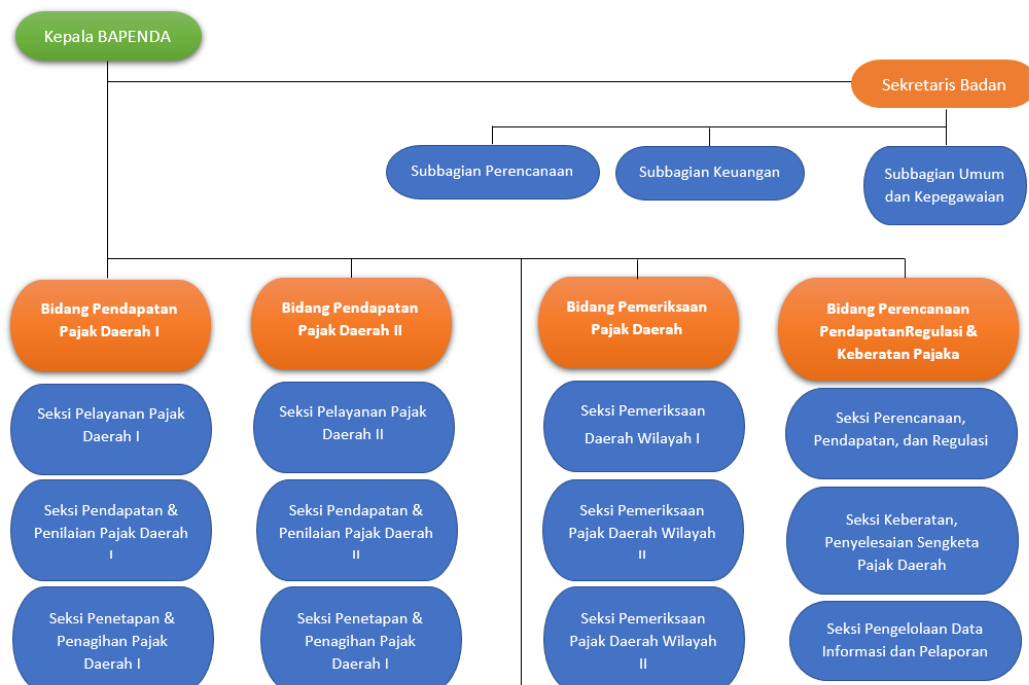 Kepala BAPENDA
Sekretaris Badan
Subbagian Perencanaan
Subbagian Keuangan
Subbagian Umum
dan Kepegawaian
Bidang Pendapatan
Pajak Daerah I
Bidang Pendapatan
Pajak Daerah II
Bidang Pemeriksaan
Pajak Daerah
Bidang Perencanaan
PendapatanRegulasi &
Keberatan Pajaka
Seksi Pelayanan Pajak
Daerah I
Seksi Pelayanan Pajak
Daerah II
Seksi Pemeriksaan
Daerah Wilayah I
Seksi Perencanaan,
Pendapatan, dan Regulasi
Seksi Pendapatan &
Penilaian Pajak Daerah
I
Seksi Pendapatan &
Penilaian Pajak Daerah
II
Seksi Pemeriksaan
Pajak Daerah Wilayah
II
Seksi Keberatan,
Penyelesaian Sengketa
Pajak Daerah
Seksi Penetapan &
Penagihan Pajak
Daerah I
Seksi Penetapan &
Penagihan Pajak
Daerah I
Seksi Pemeriksaan
Pajak Daerah Wilayah
II
Seksi Pengelolaan Data
Informasi dan Pelaporan